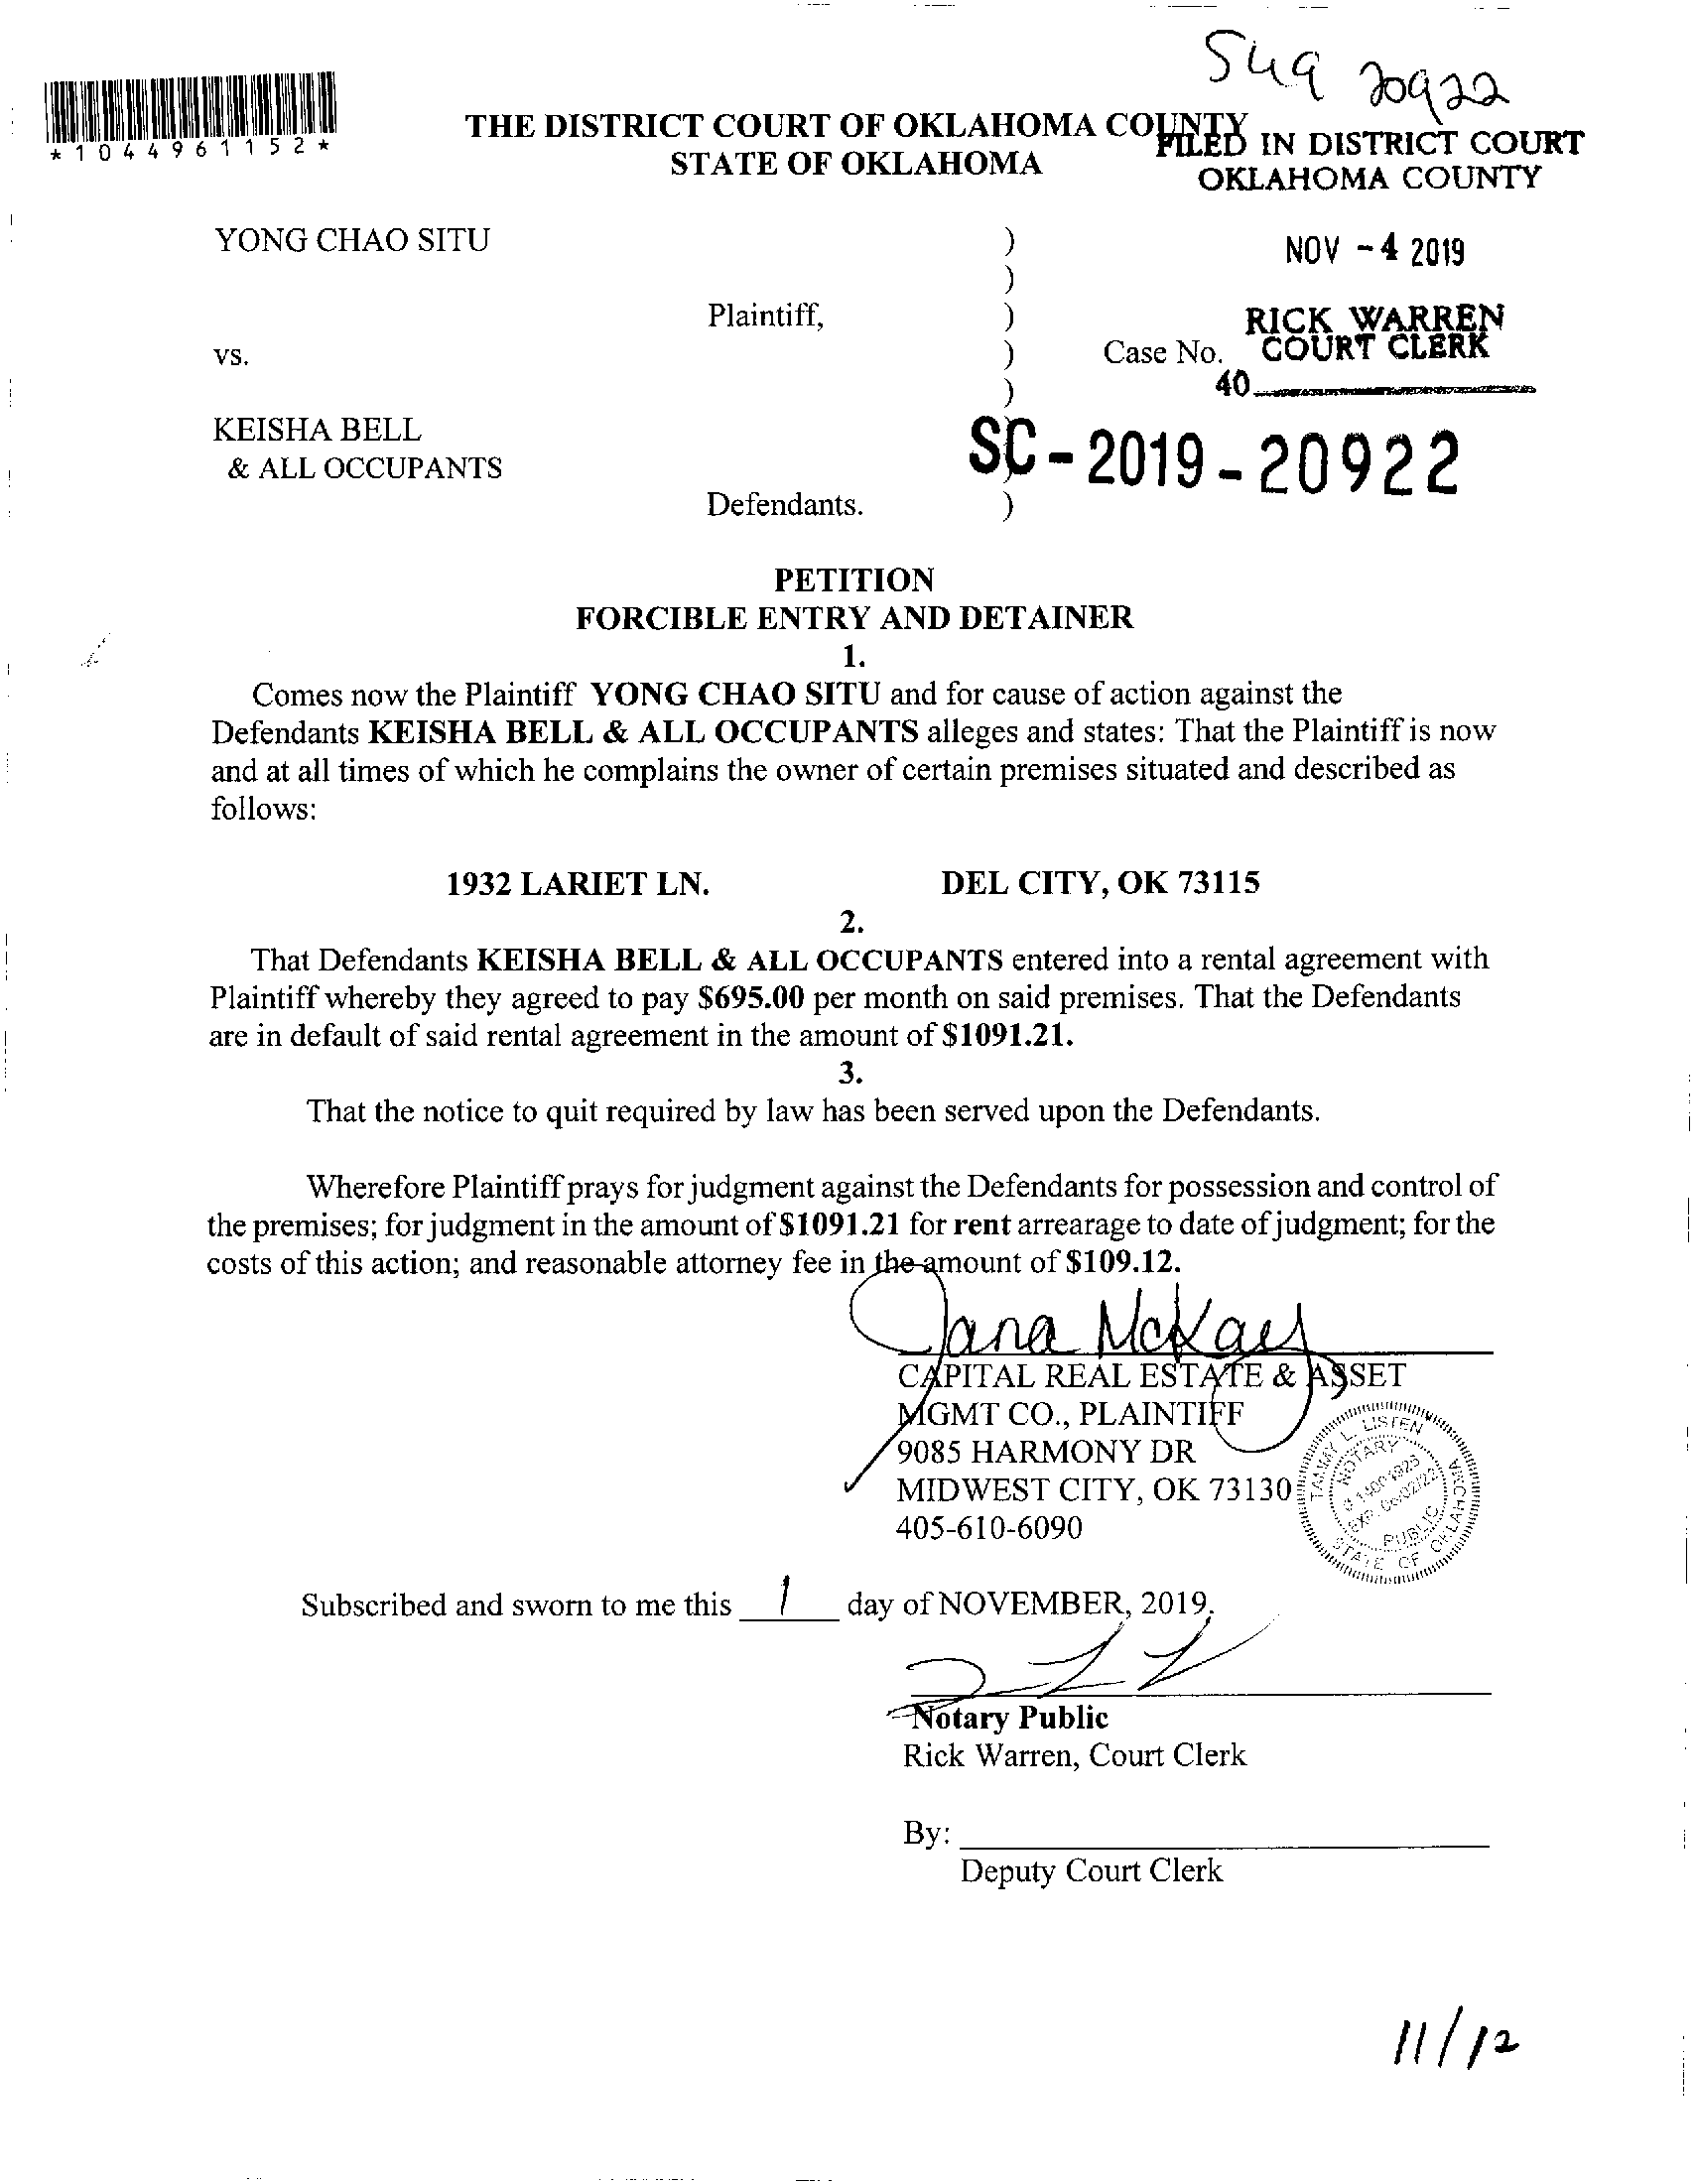 S49 20922
*1044961152*
THE DISTRICT COURT OF OKLAHOMA COUNTY
STATE OF OKLAHOMA
FILED IN DISTRICT COURT
OKLAHOMA COUNTY
NOV -4 2019
RICK WARREN
COURT CLERK
40
YONG CHAO SITU )
)
Plaintiff, )
vs. ) Case No.
)
KEISHA BELL
& ALL OCCUPANTS
SC-2019-20922
Defendants. )
PETITION
FORCIBLE ENTRY AND DETAINER
1.
Comes now the Plaintiff YONG CHAO SITU and for cause of action against the
Defendants KEISHA BELL & ALL OCCUPANTS alleges and states: That the Plaintiff is now
and at all times of which he complains the owner of certain premises situated and described as
follows:
1932 LARIET LN. DEL CITY, OK 73115
2.
That Defendants KEISHA BELL & ALL OCCUPANTS entered into a rental agreement with
Plaintiff whereby they agreed to pay $695.00 per month on said premises. That the Defendants
are in default of said rental agreement in the amount of $1091.21.
3.
That the notice to quit required by law has been served upon the Defendants.
Wherefore Plaintiff prays for judgment against the Defendants for possession and control of
the premises; for judgment in the amount of $1091.21 for rent arrearage to date of judgment; for the
costs of this action; and reasonable attorney fee in the amount of $109.12.
Jana McKay
CAPITAL REAL ESTATE & ASSET
MGMT CO., PLAINTIFF
9085 HARMONY DR
MIDWEST CITY, OK 73130
405-610-6090
TAMMY L. LISTEN
NOTARY
EXP. 06/02/22
PUBLIC
STATE OF OKLAHOMA
Subscribed and sworn to me this 1 day of NOVEMBER, 2019.
Notary Public
Rick Warren, Court Clerk
By:
Deputy Court Clerk
11/12